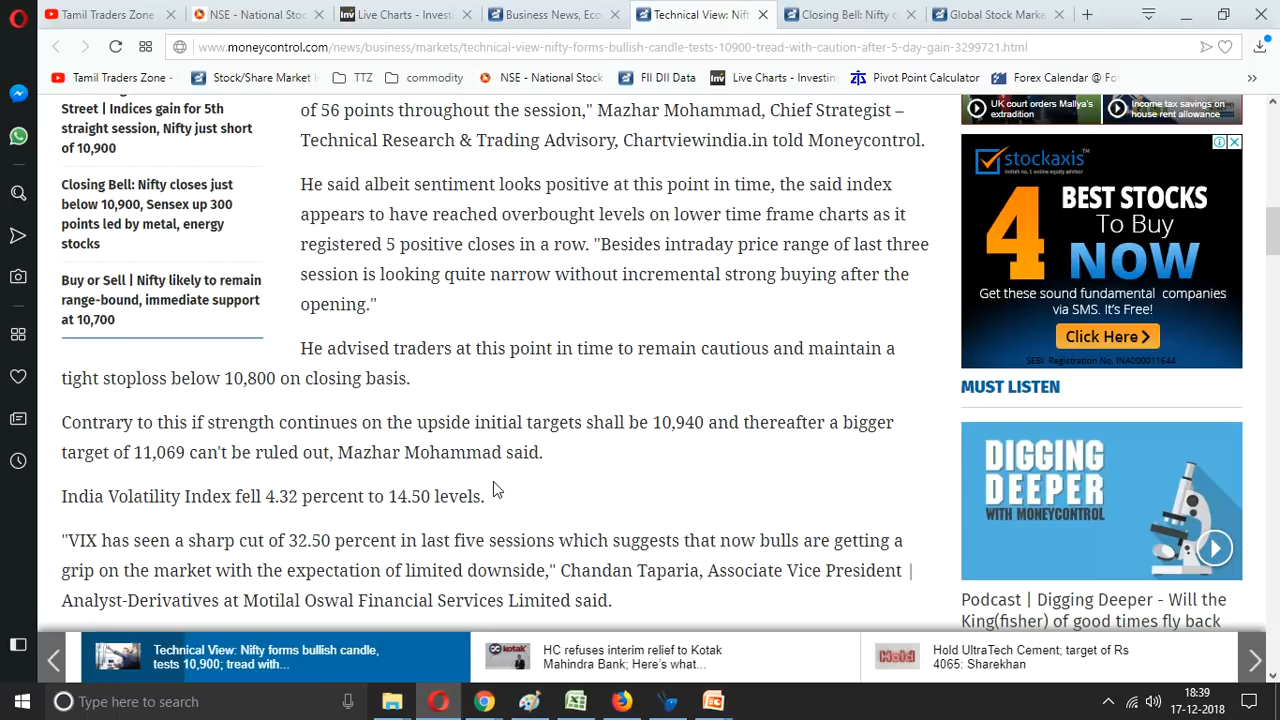 Tamil Traders Zone -
NSE - National Stoc
Live Charts - Investi
Business News, Eco
Technical View: Nif
Closing Bell: Nifty c
Global Stock Marke
www.moneycontrol.com/news/business/markets/technical-view-nifty-forms-bullish-candle-tests-10900-tread-with-caution-after-5-day-gain-3299721.html
Tamil Traders Zone -
Stock/Share Market I
TTZ
commodity
NSE - National Stock
FII DII Data
Live Charts - Investin
Pivot Point Calculator
Forex Calendar @ Fo
Street | Indices gain for 5th
straight session, Nifty just short
of 10,900
Closing Bell: Nifty closes just
below 10,900, Sensex up 300
points led by metal, energy
stocks
Buy or Sell | Nifty likely to remain
range-bound, immediate support
at 10,700
of 56 points throughout the session," Mazhar Mohammad, Chief Strategist –
Technical Research & Trading Advisory, Chartviewindia.in told Moneycontrol.
He said albeit sentiment looks positive at this point in time, the said index
appears to have reached overbought levels on lower time frame charts as it
registered 5 positive closes in a row. "Besides intraday price range of last three
session is looking quite narrow without incremental strong buying after the
opening."
He advised traders at this point in time to remain cautious and maintain a
tight stoploss below 10,800 on closing basis.
Contrary to this if strength continues on the upside initial targets shall be 10,940 and thereafter a bigger
target of 11,069 can't be ruled out, Mazhar Mohammad said.
India Volatility Index fell 4.32 percent to 14.50 levels.
"VIX has seen a sharp cut of 32.50 percent in last five sessions which suggests that now bulls are getting a
grip on the market with the expectation of limited downside," Chandan Taparia, Associate Vice President |
Analyst-Derivatives at Motilal Oswal Financial Services Limited said.
UK court orders Mallya's
extradition
Income tax savings on
house rent allowance
stockaxis™
India's no. 1 online equity adviser
4
BEST STOCKS
To Buy
NOW
Get these sound fundamental companies
via SMS. It's Free!
Click Here
SEBI Registration No. INA000011644
MUST LISTEN
DIGGING
DEEPER
WITH MONEYCONTROL
Podcast | Digging Deeper - Will the
King(fisher) of good times fly back
Technical View: Nifty forms bullish candle,
tests 10,900; tread with...
kotak
HC refuses interim relief to Kotak
Mahindra Bank; Here's what...
Hold
Hold UltraTech Cement; target of Rs
4065: Sharekhan
Type here to search
18:39
17-12-2018